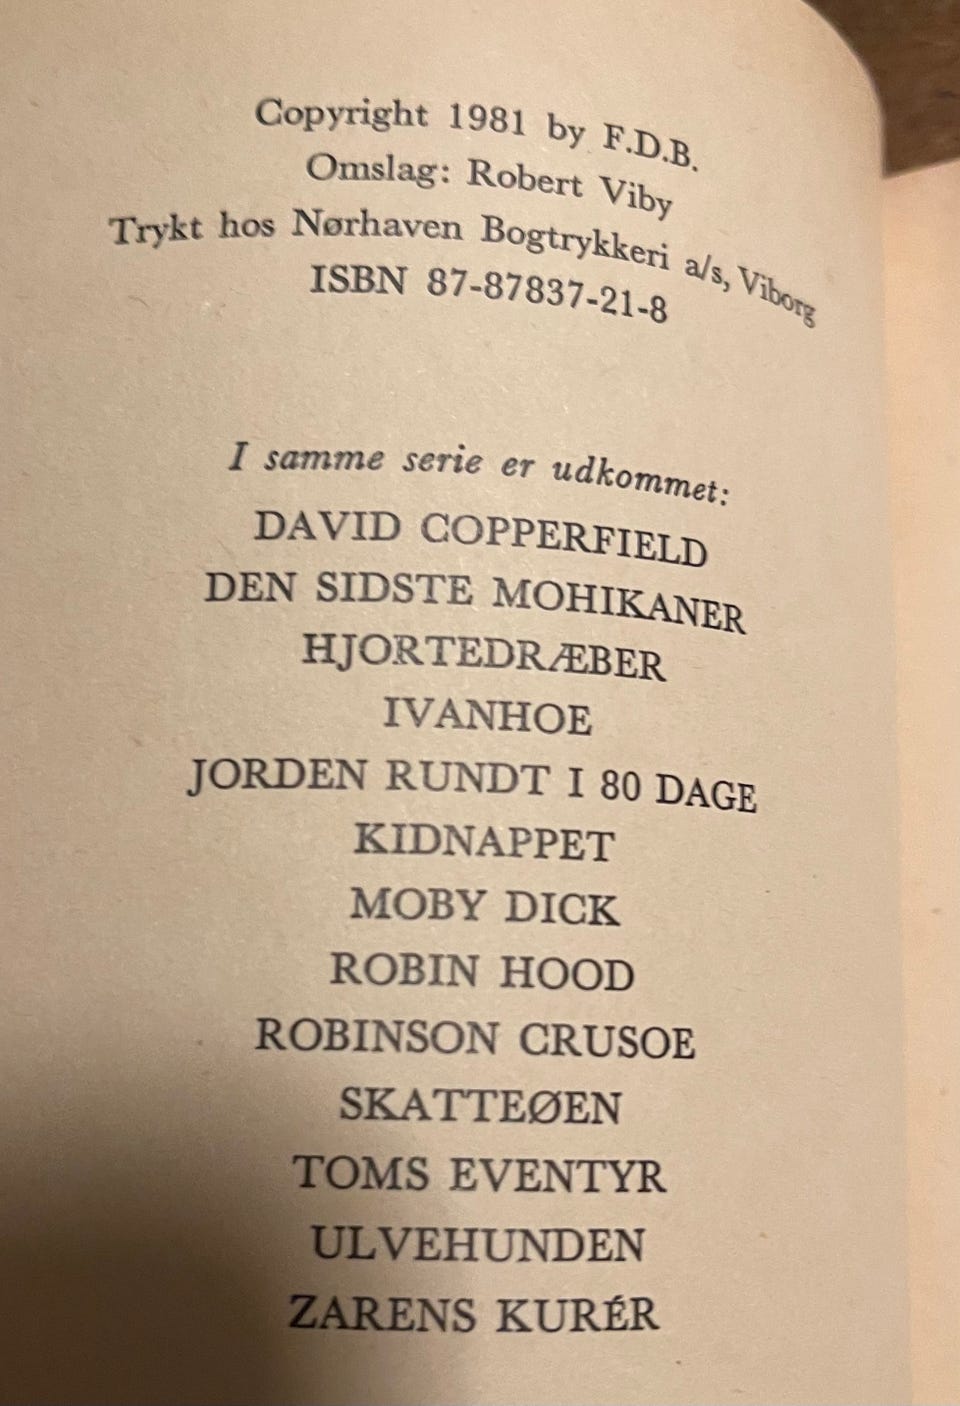 Copyright 1981 by F.D.B.
Omslag: Robert Viby
Trykt hos Nørhaven Bogtrykkeri a/s, Viborg
ISBN 87-87837-21-8
I samme serie er udkommet:
DAVID COPPERFIELD
DEN SIDSTE MOHIKANER
HJORTEDRÆBER
IVANHOE
JORDEN RUNDT I 80 DAGE
KIDNAPPET
MOBY DICK
ROBIN HOOD
ROBINSON CRUSOE
SKATTEØEN
TOMS EVENTYR
ULVEHUNDEN
ZARENS KURÉR